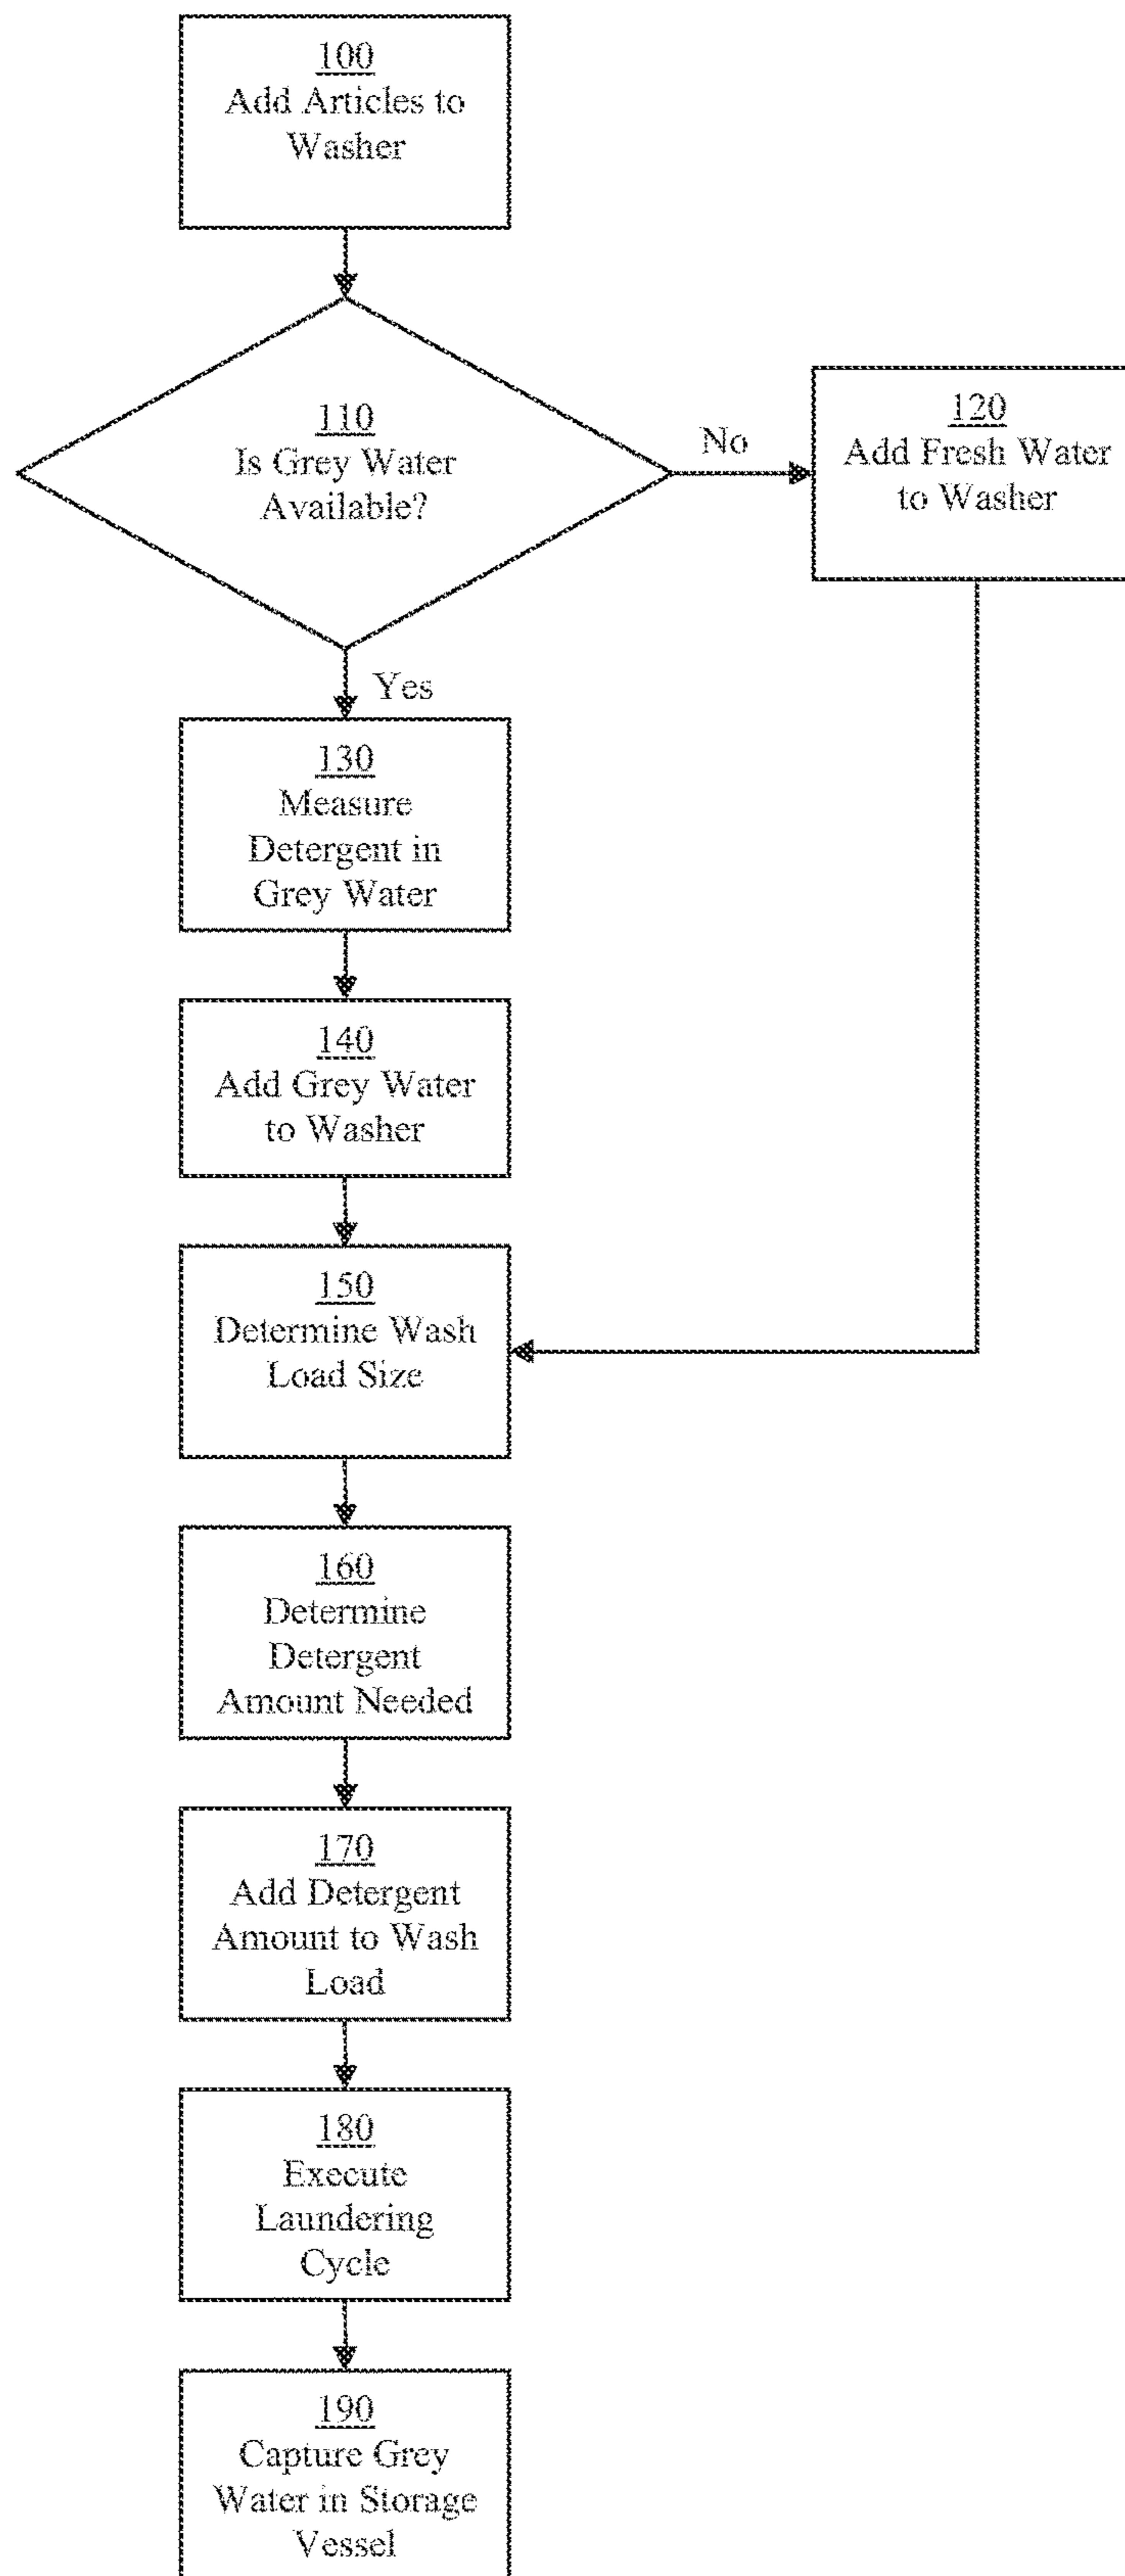 100
Add Articles to
Washer
110
Is Grey Water
Available?
No
120
Add Fresh Water
to Washer
Yes
130
Measure
Detergent in
Grey Water
140
Add Grey Water
to Washer
150
Determine Wash
Load Size
160
Determine
Detergent
Amount Needed
170
Add Detergent
Amount to Wash
Load
180
Execute
Laundering
Cycle
190
Capture Grey
Water in Storage
Vessel